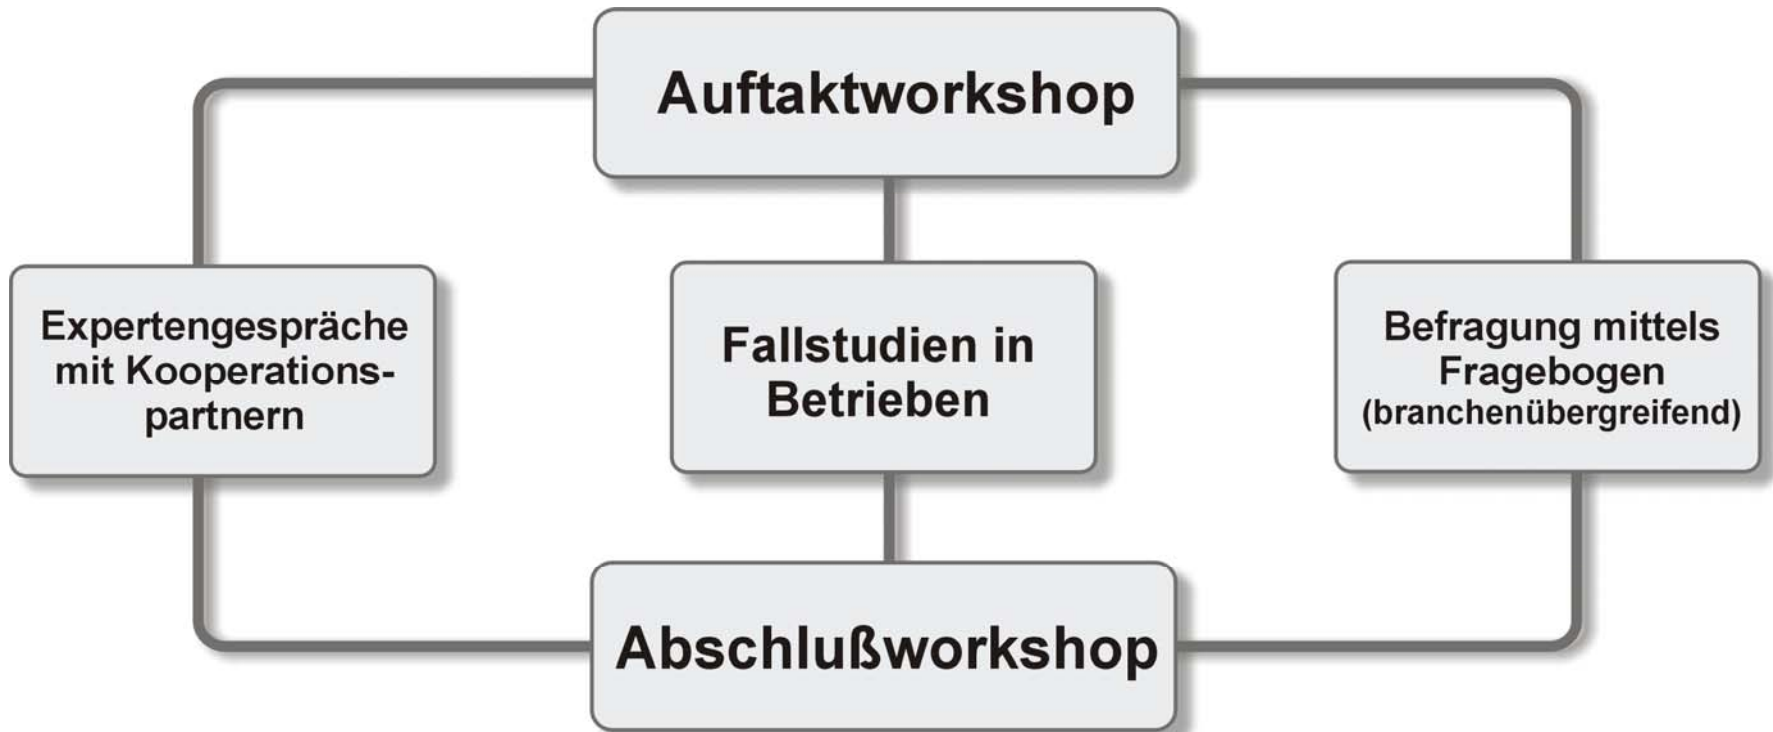 Auftaktworkshop
Expertengespräche
mit Kooperations-
partnern
Fallstudien in
Betrieben
Befragung mittels
Fragebogen
(branchenübergreifend)
Abschlußworkshop